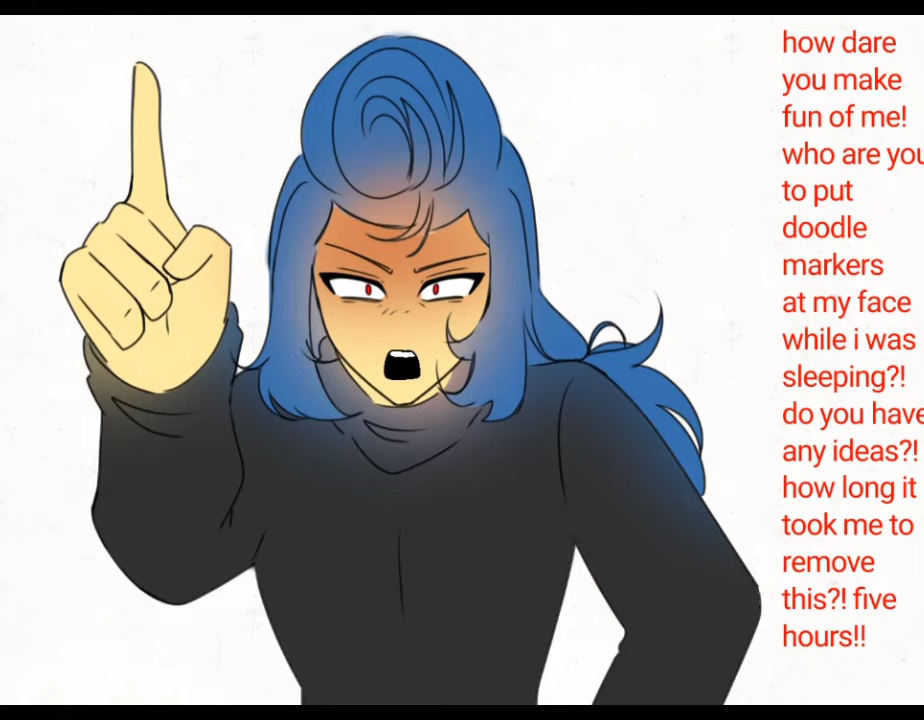 how dare
you make
fun of me!
who are you
to put
doodle
markers
at my face
while i was
sleeping?!
do you have
any ideas?!
how long it
took me to
remove
this?! five
hours!!